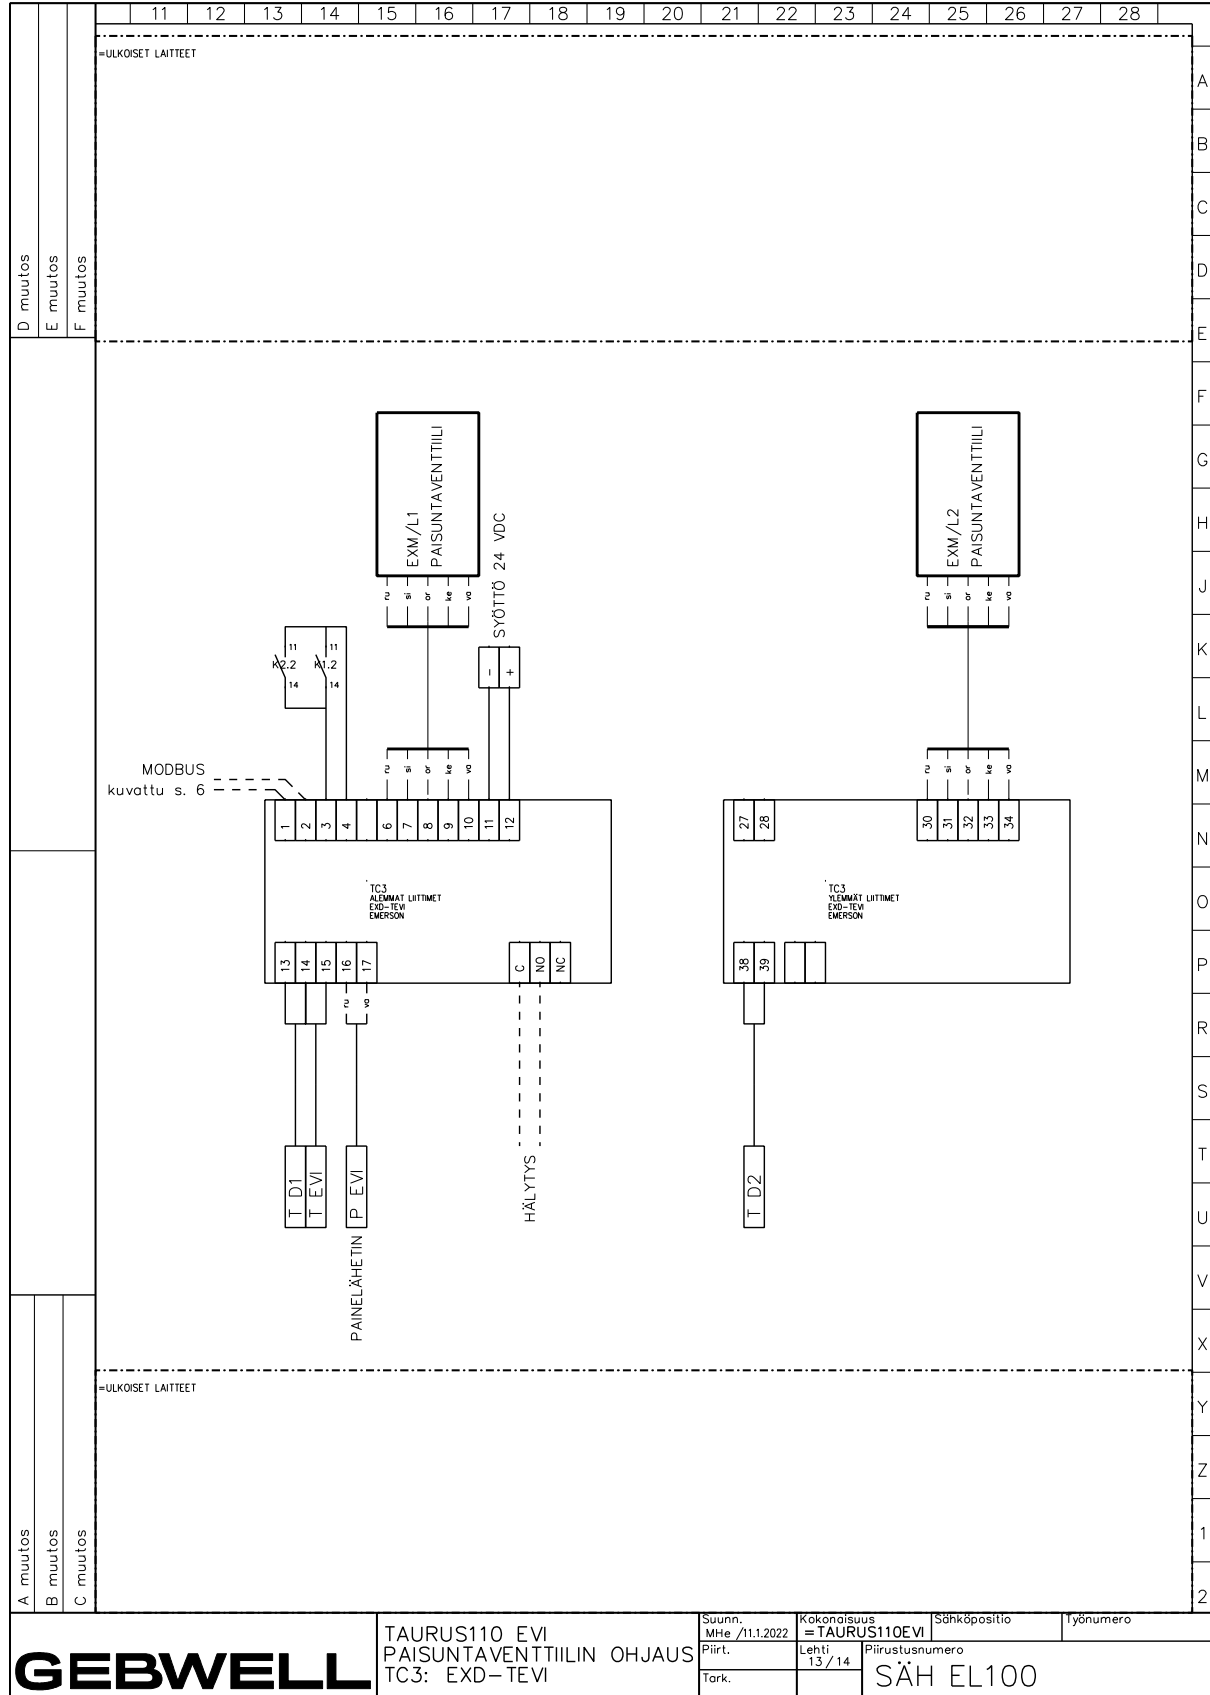 11 12 13 14 15 16 17 18 19 20 21 22 23 24 25 26 27 28
=ULKOISET LAITTEET
A
B
C
D
E
F
G
H
J
K
L
M
N
O
P
R
S
T
U
V
X
Y
Z
1
2
D muutos
E muutos
F muutos
EXM/L1
PAISUNTAVENTTIILI
ru si or ke va
SYÖTTÖ 24 VDC
- +
EXM/L2
PAISUNTAVENTTIILI
ru si or ke va
11 11
K2.2 K1.2
14 14
ru si or ke va
ru si or ke va
MODBUS
kuvattu s. 6
1 2 3 4 6 7 8 9 10 11 12
27 28 30 31 32 33 34
TC3
ALEMMAT LIITTIMET
EXD-TEVI
EMERSON
TC3
YLEMMÄT LIITTIMET
EXD-TEVI
EMERSON
13 14 15 16 17 C NO NC
38 39
ru va
T D1
T EVI
P EVI
PAINELÄHETIN
HÄLYTYS
T D2
=ULKOISET LAITTEET
A muutos
B muutos
C muutos
GEBWELL
TAURUS110 EVI
PAISUNTAVENTTIILIN OHJAUS
TC3: EXD-TEVI
Suunn.
MHe /11.1.2022
Piirt.
Tark.
Kokonaisuus
=TAURUS110EVI
Sähköpositio
Työnumero
Lehti
13/14
Piirustusnumero
SÄH EL100